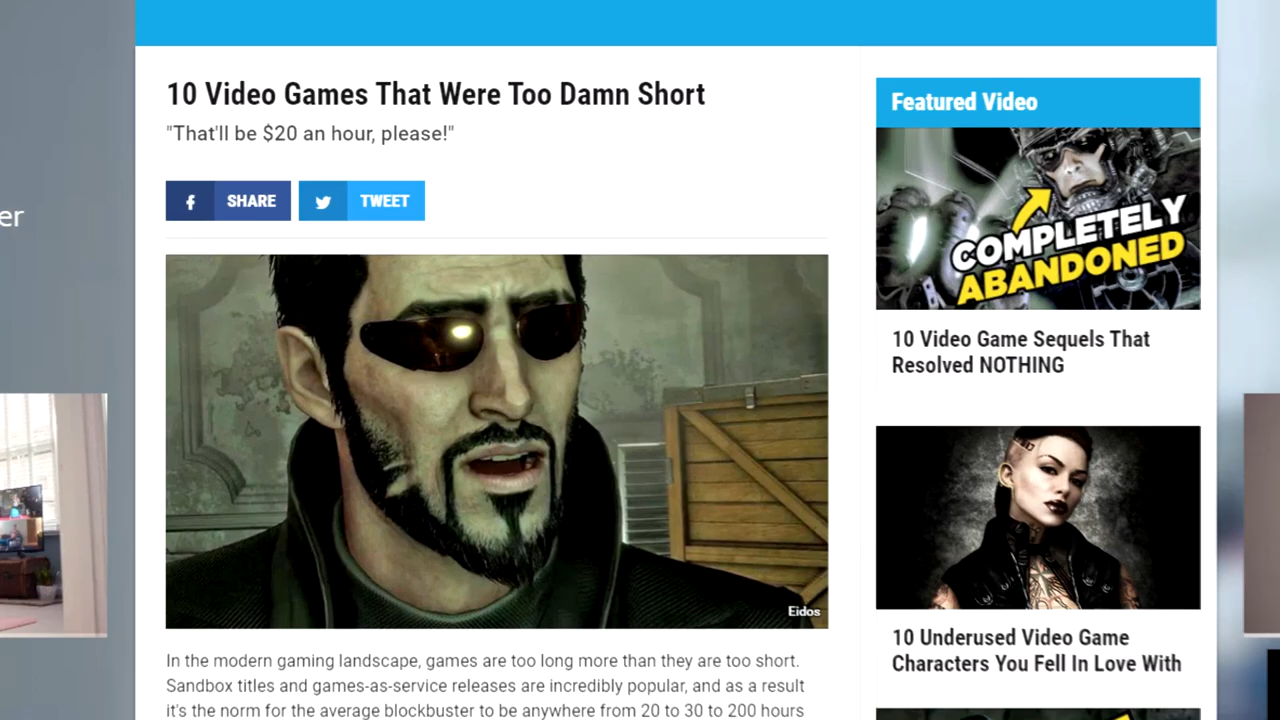 10 Video Games That Were Too Damn Short
"That'll be $20 an hour, please!"
SHARE
TWEET
Eidos
In the modern gaming landscape, games are too long more than they are too short.
Sandbox titles and games-as-service releases are incredibly popular, and as a result
it's the norm for the average blockbuster to be anywhere from 20 to 30 to 200 hours
Featured Video
COMPLETELY
ABANDONED
10 Video Game Sequels That
Resolved NOTHING
10 Underused Video Game
Characters You Fell In Love With
er